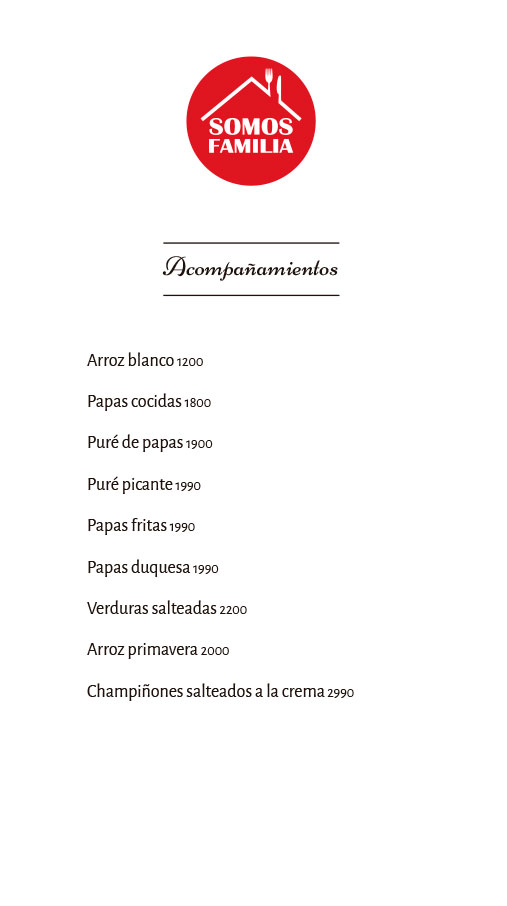 SOMOS
FAMILIA
Acompañamientos
Arroz blanco 1200
Papas cocidas 1800
Puré de papas 1900
Puré picante 1990
Papas fritas 1990
Papas duquesa 1990
Verduras salteadas 2200
Arroz primavera 2000
Champiñones salteados a la crema 2990